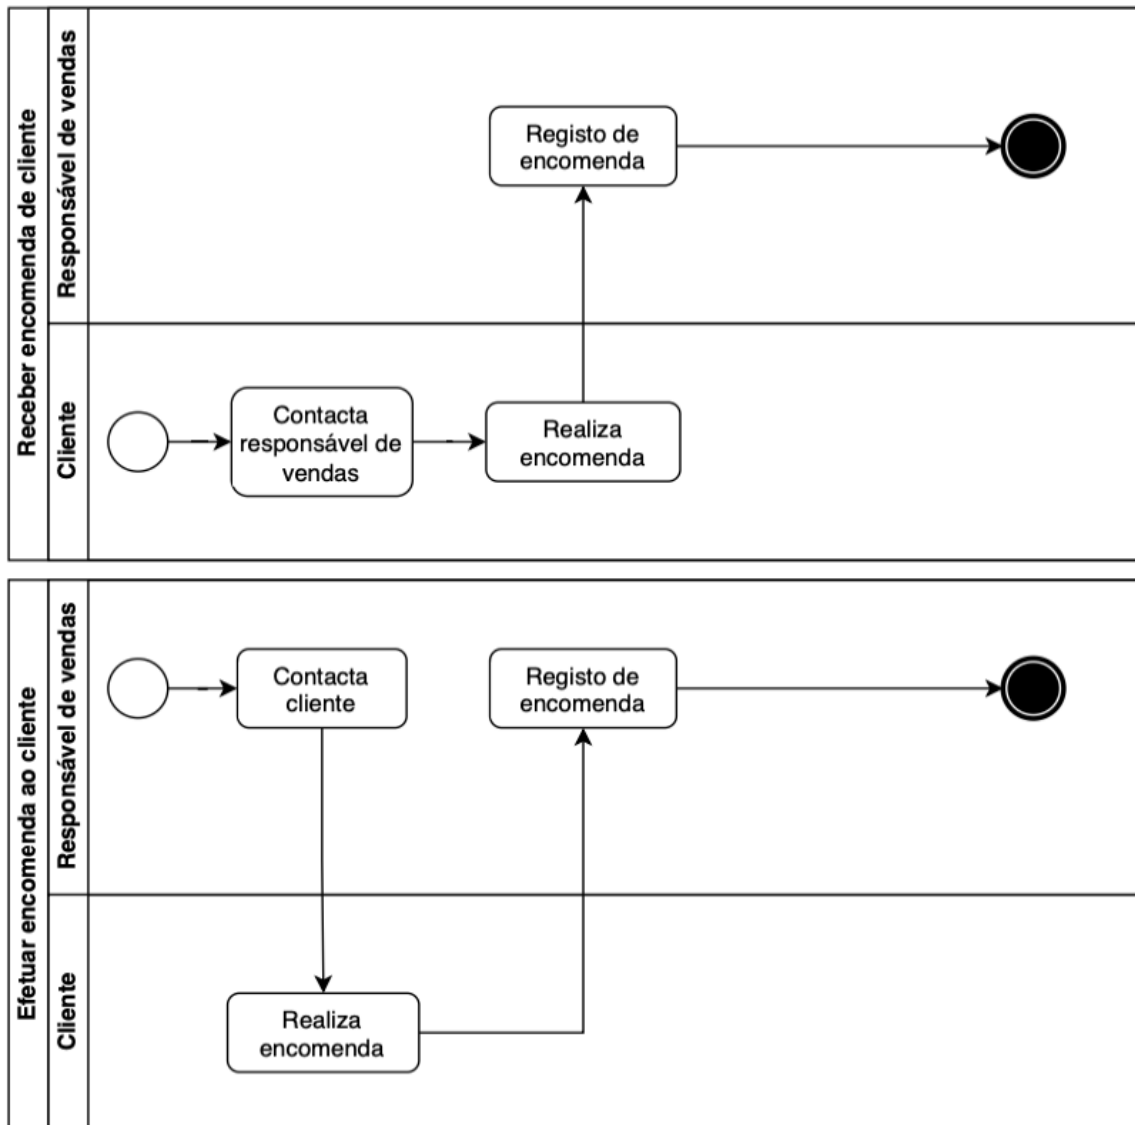 Receber encomenda de cliente
Responsável de vendas
Registo de
encomenda
Cliente
Contacta
responsável de
vendas
Realiza
encomenda
Efetuar encomenda ao cliente
Responsável de vendas
Contacta
cliente
Registo de
encomenda
Cliente
Realiza
encomenda